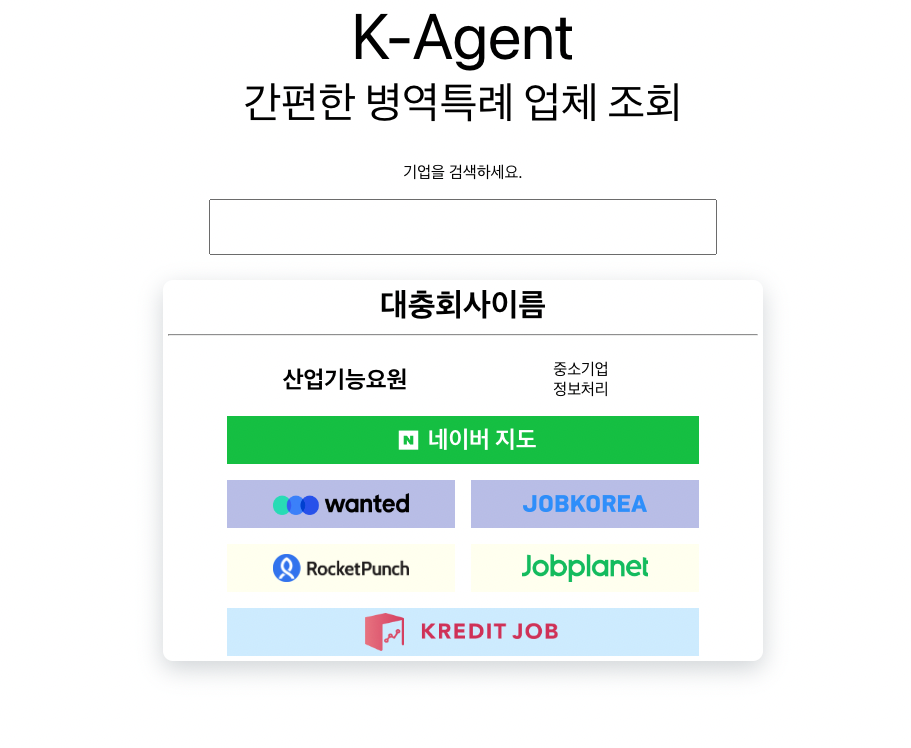 K-Agent
간편한 병역특례 업체 조회
기업을 검색하세요.
대충회사이름
산업기능요원
중소기업
정보처리
N 네이버 지도
wanted
JOBKOREA
RocketPunch
Jobplanet
KREDIT JOB